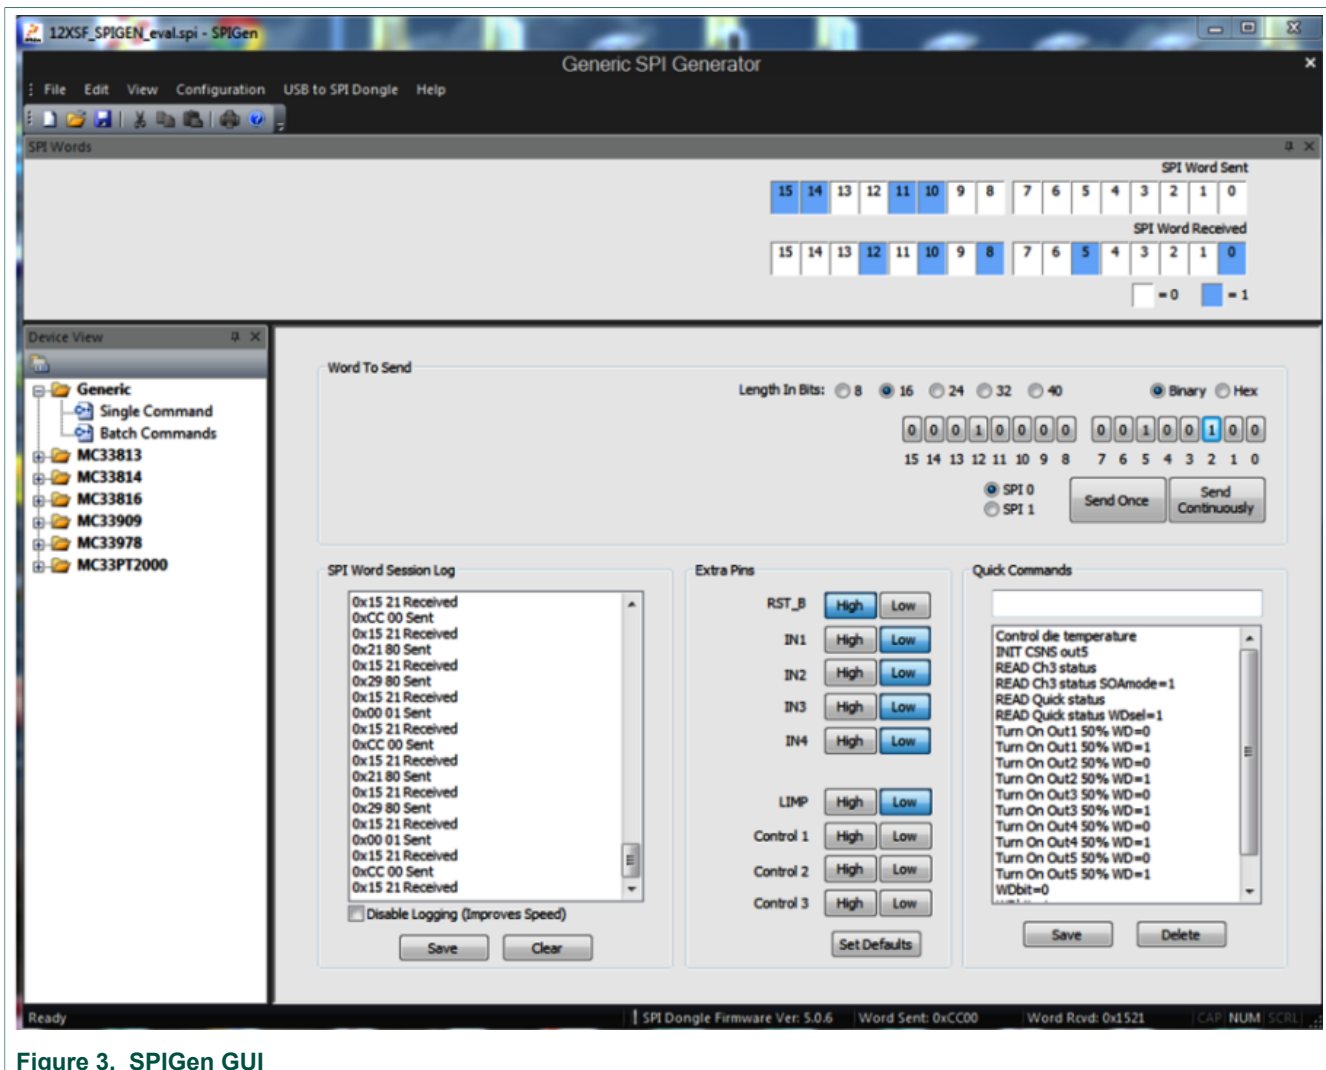 12XSF_SPIGEN_eval.spi - SPIGen
Generic SPI Generator
File Edit View Configuration USB to SPI Dongle Help
SPI Words
SPI Word Sent
15 14 13 12 11 10 9 8 7 6 5 4 3 2 1 0
SPI Word Received
15 14 13 12 11 10 9 8 7 6 5 4 3 2 1 0
= 0 = 1
Device View
Generic
Single Command
Batch Commands
MC33813
MC33814
MC33816
MC33909
MC33978
MC33PT2000
Word To Send
Length In Bits: 8 16 24 32 40 Binary Hex
0 0 0 1 0 0 0 0 0 0 1 0 0 1 0 0
15 14 13 12 11 10 9 8 7 6 5 4 3 2 1 0
SPI 0
SPI 1
Send Once
Send
Continuously
SPI Word Session Log
0x15 21 Received
0xCC 00 Sent
0x15 21 Received
0x21 80 Sent
0x15 21 Received
0x29 80 Sent
0x15 21 Received
0x00 01 Sent
0x15 21 Received
0xCC 00 Sent
0x15 21 Received
0x21 80 Sent
0x15 21 Received
0x29 80 Sent
0x15 21 Received
0x00 01 Sent
0x15 21 Received
0xCC 00 Sent
0x15 21 Received
Disable Logging (Improves Speed)
Save Clear
Extra Pins
RST_B High Low
IN1 High Low
IN2 High Low
IN3 High Low
IN4 High Low
LIMP High Low
Control 1 High Low
Control 2 High Low
Control 3 High Low
Set Defaults
Quick Commands
Control die temperature
INIT CSNS out5
READ Ch3 status
READ Ch3 status SOAmode=1
READ Quick status
READ Quick status WDsel=1
Turn On Out1 50% WD=0
Turn On Out1 50% WD=1
Turn On Out2 50% WD=0
Turn On Out2 50% WD=1
Turn On Out3 50% WD=0
Turn On Out3 50% WD=1
Turn On Out4 50% WD=0
Turn On Out4 50% WD=1
Turn On Out5 50% WD=0
Turn On Out5 50% WD=1
WDbit=0
Save Delete
Ready SPI Dongle Firmware Ver: 5.0.6 Word Sent: 0xCC00 Word Rcvd: 0x1521 CAP NUM SCRL
Figure 3. SPIGen GUI